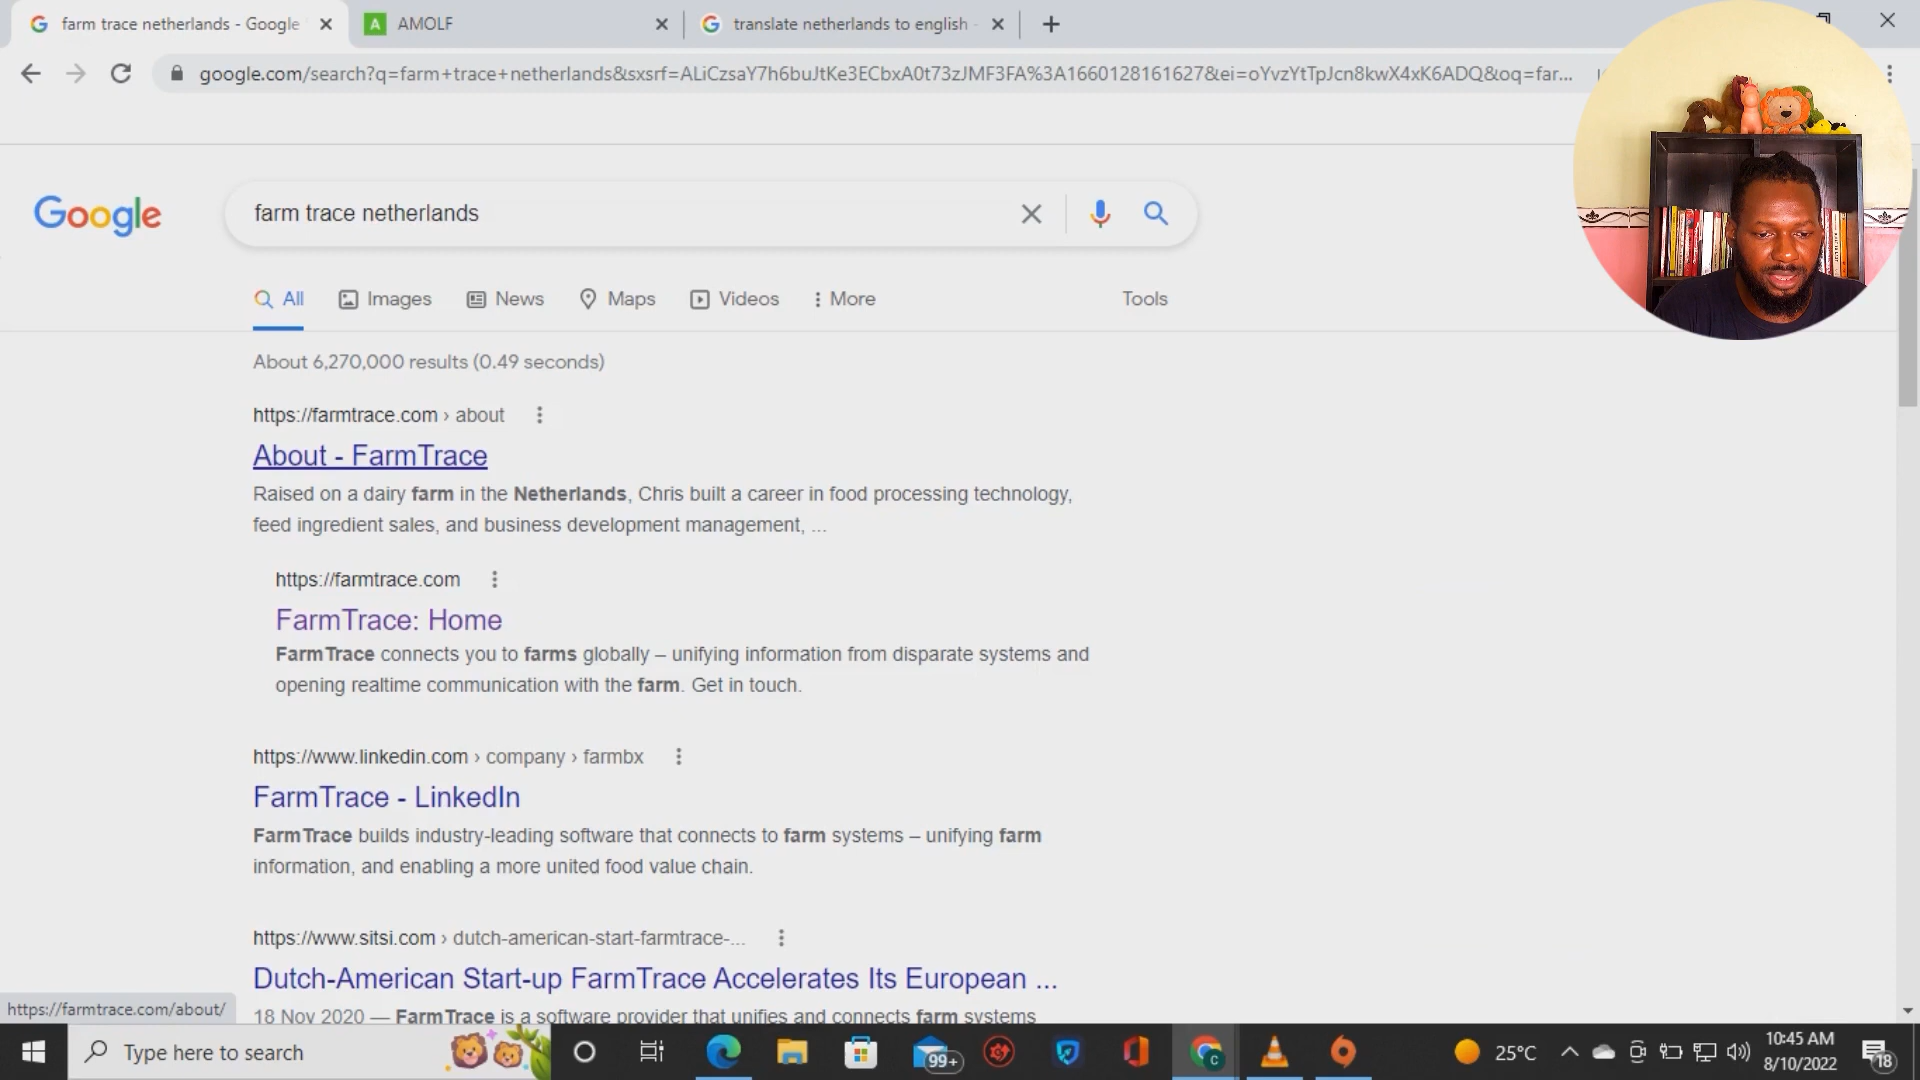 farm trace netherlands - Google
AMOLF
translate netherlands to english -
google.com/search?q=farm+trace+netherlands&sxsrf=ALiCzsaY7h6buJtKe3ECbxA0t73zJMF3FA%3A1660128161627&ei=oYvzYtTpJcn8kwX4xK6ADQ&oq=far...
Google
farm trace netherlands
All
Images
News
Maps
Videos
More
Tools
About 6,270,000 results (0.49 seconds)
https://farmtrace.com › about
About - FarmTrace
Raised on a dairy farm in the Netherlands, Chris built a career in food processing technology,
feed ingredient sales, and business development management, ...
https://farmtrace.com
FarmTrace: Home
FarmTrace connects you to farms globally – unifying information from disparate systems and
opening realtime communication with the farm. Get in touch.
https://www.linkedin.com › company › farmbx
FarmTrace - LinkedIn
FarmTrace builds industry-leading software that connects to farm systems – unifying farm
information, and enabling a more united food value chain.
https://www.sitsi.com › dutch-american-start-farmtrace-...
Dutch-American Start-up FarmTrace Accelerates Its European ...
18 Nov 2020 — FarmTrace is a software provider that unifies and connects farm systems
https://farmtrace.com/about/
Type here to search
99+
C
25°C
10:45 AM
8/10/2022
18